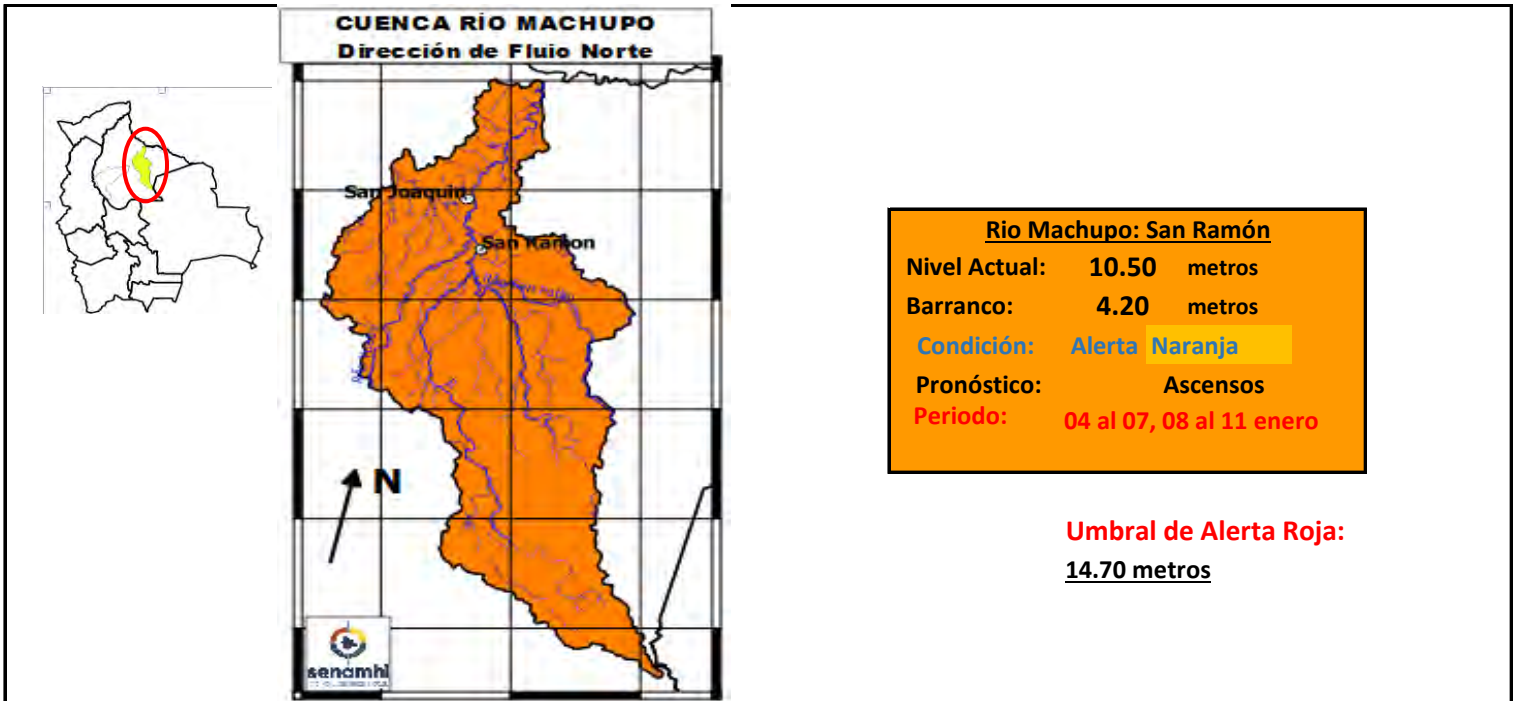 CUENCA RÍO MACHUPO
Dirección de Flujo Norte
San Joaquin
San Ramon
N
senamhi
Rio Machupo: San Ramón
Nivel Actual: 10.50 metros
Barranco: 4.20 metros
Condición: Alerta Naranja
Pronóstico: Ascensos
Periodo: 04 al 07, 08 al 11 enero
Umbral de Alerta Roja:
14.70 metros